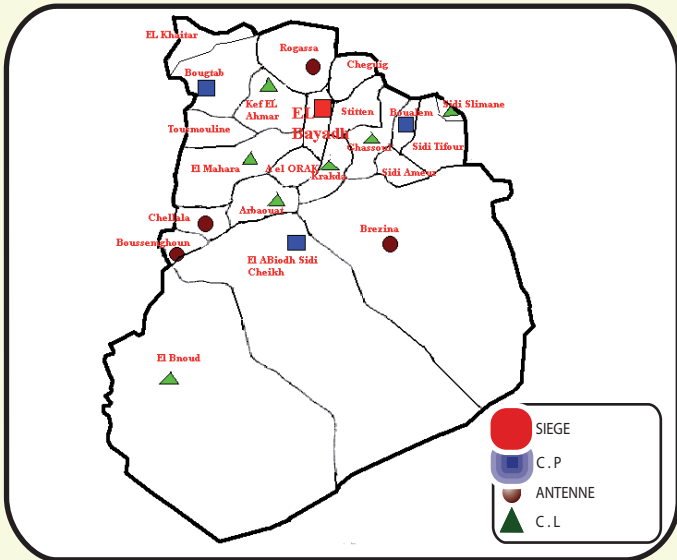 EL Khaitar
Rogassa
Cheguig
Bougtab
Kef EL
Ahmar
EL
Bayadh
Stitten
Boualem
Sidi Slimane
Tousmouline
Ghassoul
Sidi Tifour
El Mahara
A el ORAK
Krakda
Sidi Ameur
Chellala
Arbaouat
Boussemghoun
Brezina
El ABiodh Sidi
Cheikh
El Bnoud
SIEGE
C . P
ANTENNE
C . L